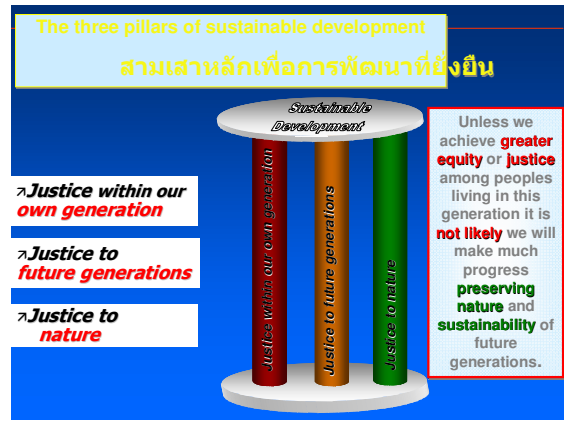 The three pillars of sustainable development
สามเสาหลักเพื่อการพัฒนาที่ยั่งยืน
Sustainable
Development
Justice within our own generation
Justice to future generations
Justice to nature
↗Justice within our
own generation
↗Justice to
future generations
↗Justice to
nature
Unless we
achieve greater
equity or justice
among peoples
living in this
generation it is
not likely we will
make much
progress
preserving
nature and
sustainability of
future
generations.